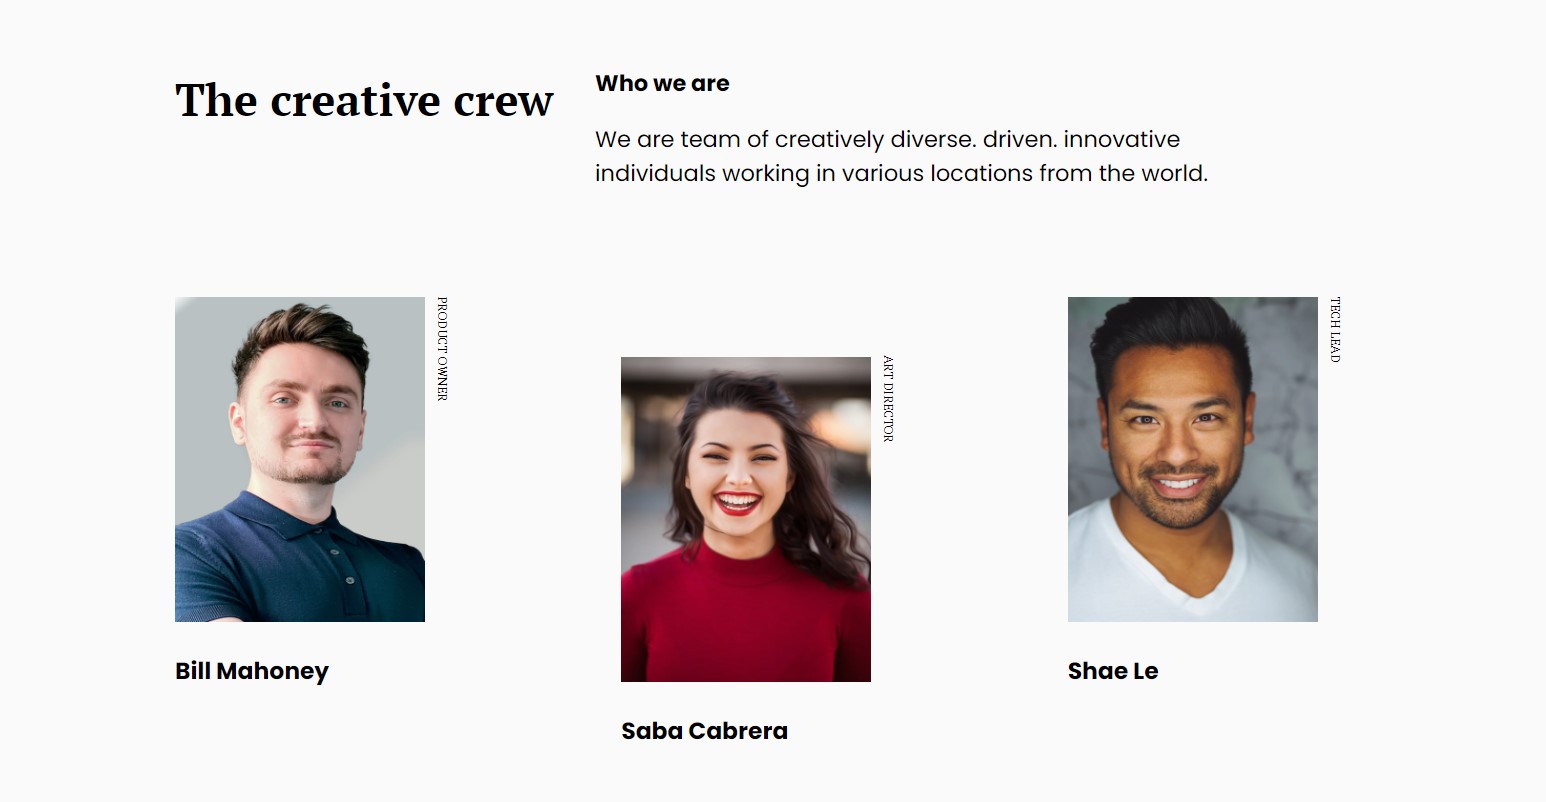 The creative crew
Who we are
We are team of creatively diverse. driven. innovative
individuals working in various locations from the world.
PRODUCT OWNER
Bill Mahoney
ART DIRECTOR
Saba Cabrera
TECH LEAD
Shae Le